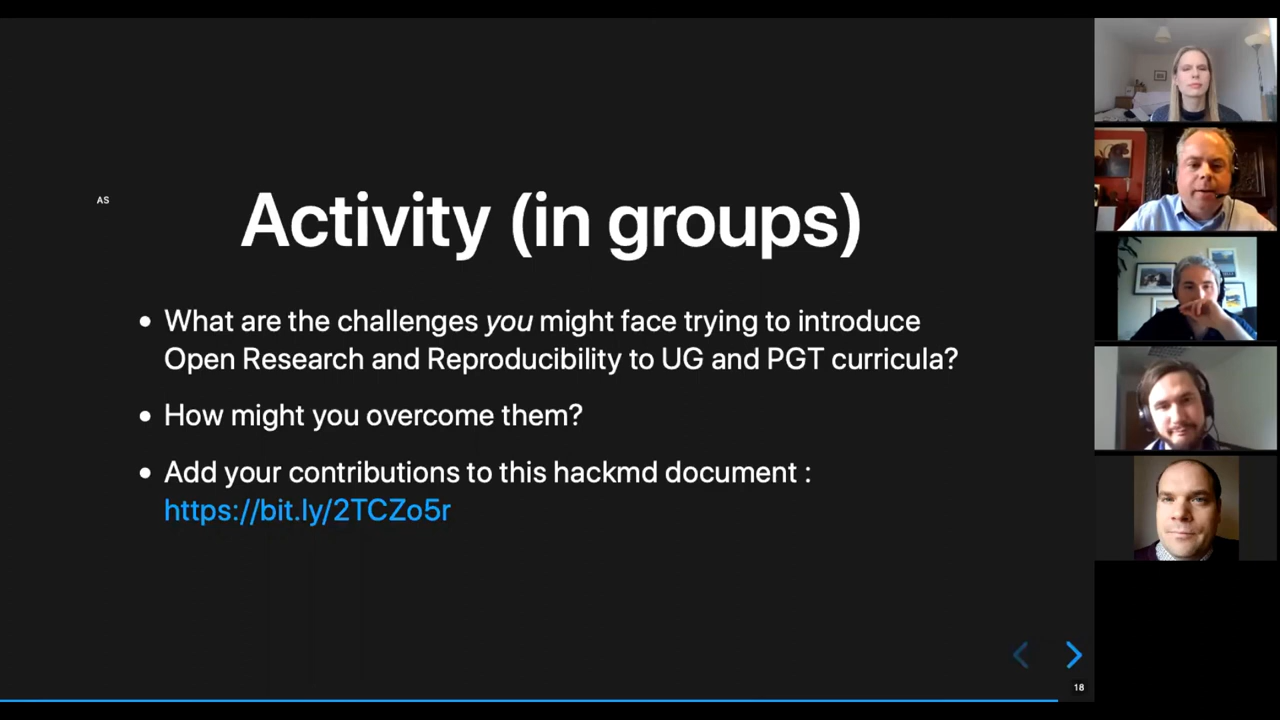 AS
Activity (in groups)
• What are the challenges you might face trying to introduce
Open Research and Reproducibility to UG and PGT curricula?
• How might you overcome them?
• Add your contributions to this hackmd document :
https://bit.ly/2TCZo5r
18